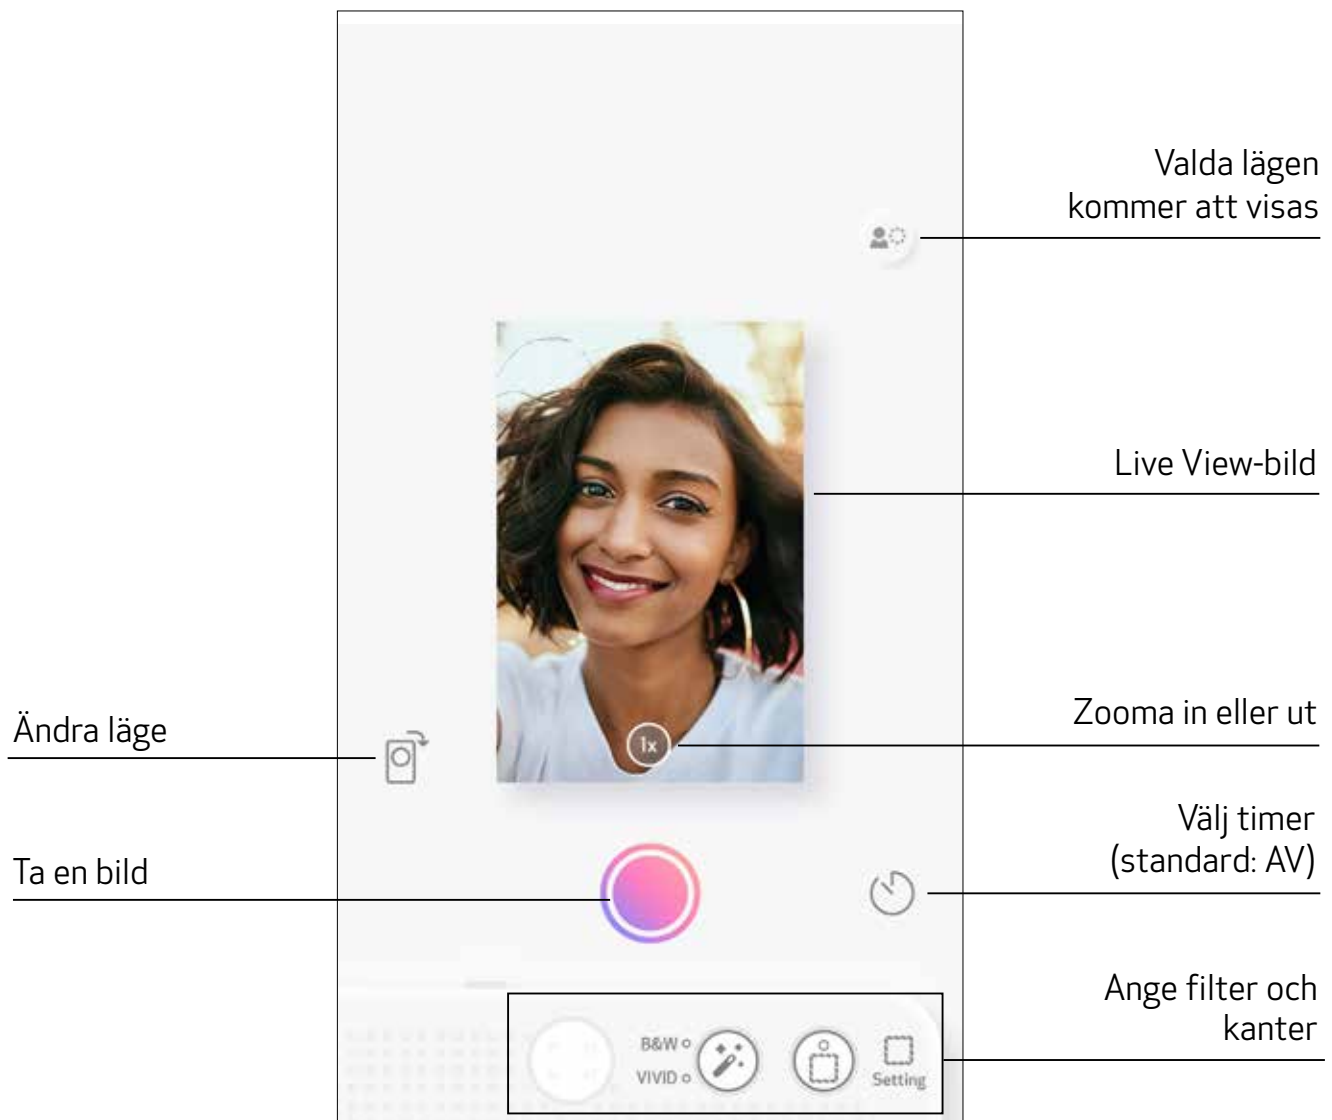 Valda lägen
kommer att visas
Live View-bild
Zooma in eller ut
Ändra läge
1x
Välj timer
(standard: AV)
Ta en bild
Ange filter och
kanter
B&W
VIVID
Setting